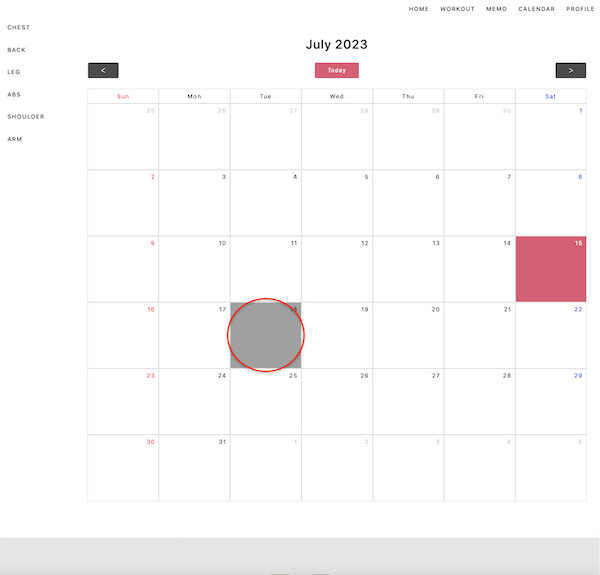 HOME WORKOUT MEMO CALENDAR PROFILE
CHEST
BACK
LEG
ABS
SHOULDER
ARM
July 2023
< Today >
Sun Mon Tue Wed Thu Fri Sat
25 26 27 28 29 30 1
2 3 4 5 6 7 8
9 10 11 12 13 14 15
16 17 18 19 20 21 22
23 24 25 26 27 28 29
30 31 1 2 3 4 5